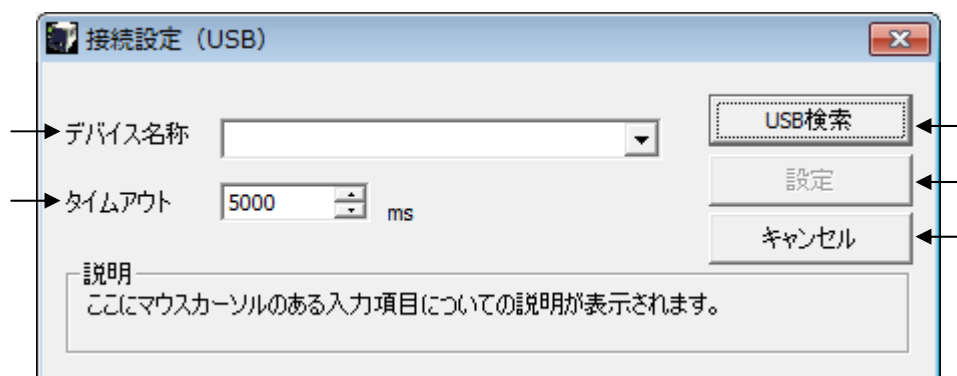 接続設定（USB）
デバイス名称
USB検索
設定
タイムアウト
5000
ms
キャンセル
説明
ここにマウスカーソルのある入力項目についての説明が表示されます。